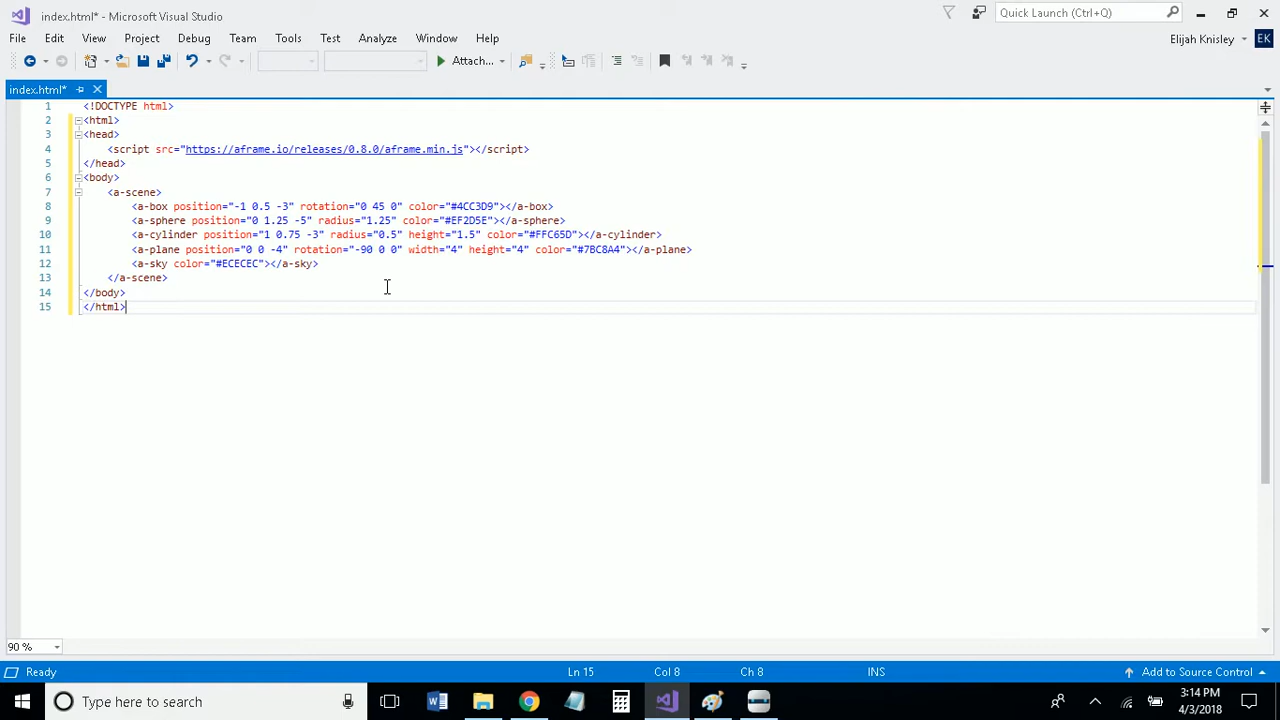 index.html* - Microsoft Visual Studio
Quick Launch (Ctrl+Q)
File Edit View Project Debug Team Tools Test Analyze Window Help
Elijah Knisley EK
Attach...
index.html*
1 <!DOCTYPE html>
2 <html>
3 <head>
4 <script src="https://aframe.io/releases/0.8.0/aframe.min.js"></script>
5 </head>
6 <body>
7 <a-scene>
8 <a-box position="-1 0.5 -3" rotation="0 45 0" color="#4CC3D9"></a-box>
9 <a-sphere position="0 1.25 -5" radius="1.25" color="#EF2D5E"></a-sphere>
10 <a-cylinder position="1 0.75 -3" radius="0.5" height="1.5" color="#FFC65D"></a-cylinder>
11 <a-plane position="0 0 -4" rotation="-90 0 0" width="4" height="4" color="#7BC8A4"></a-plane>
12 <a-sky color="#ECECEC"></a-sky>
13 </a-scene>
14 </body>
15 </html>
90 %
Ready Ln 15 Col 8 Ch 8 INS Add to Source Control
Type here to search
3:14 PM
4/3/2018